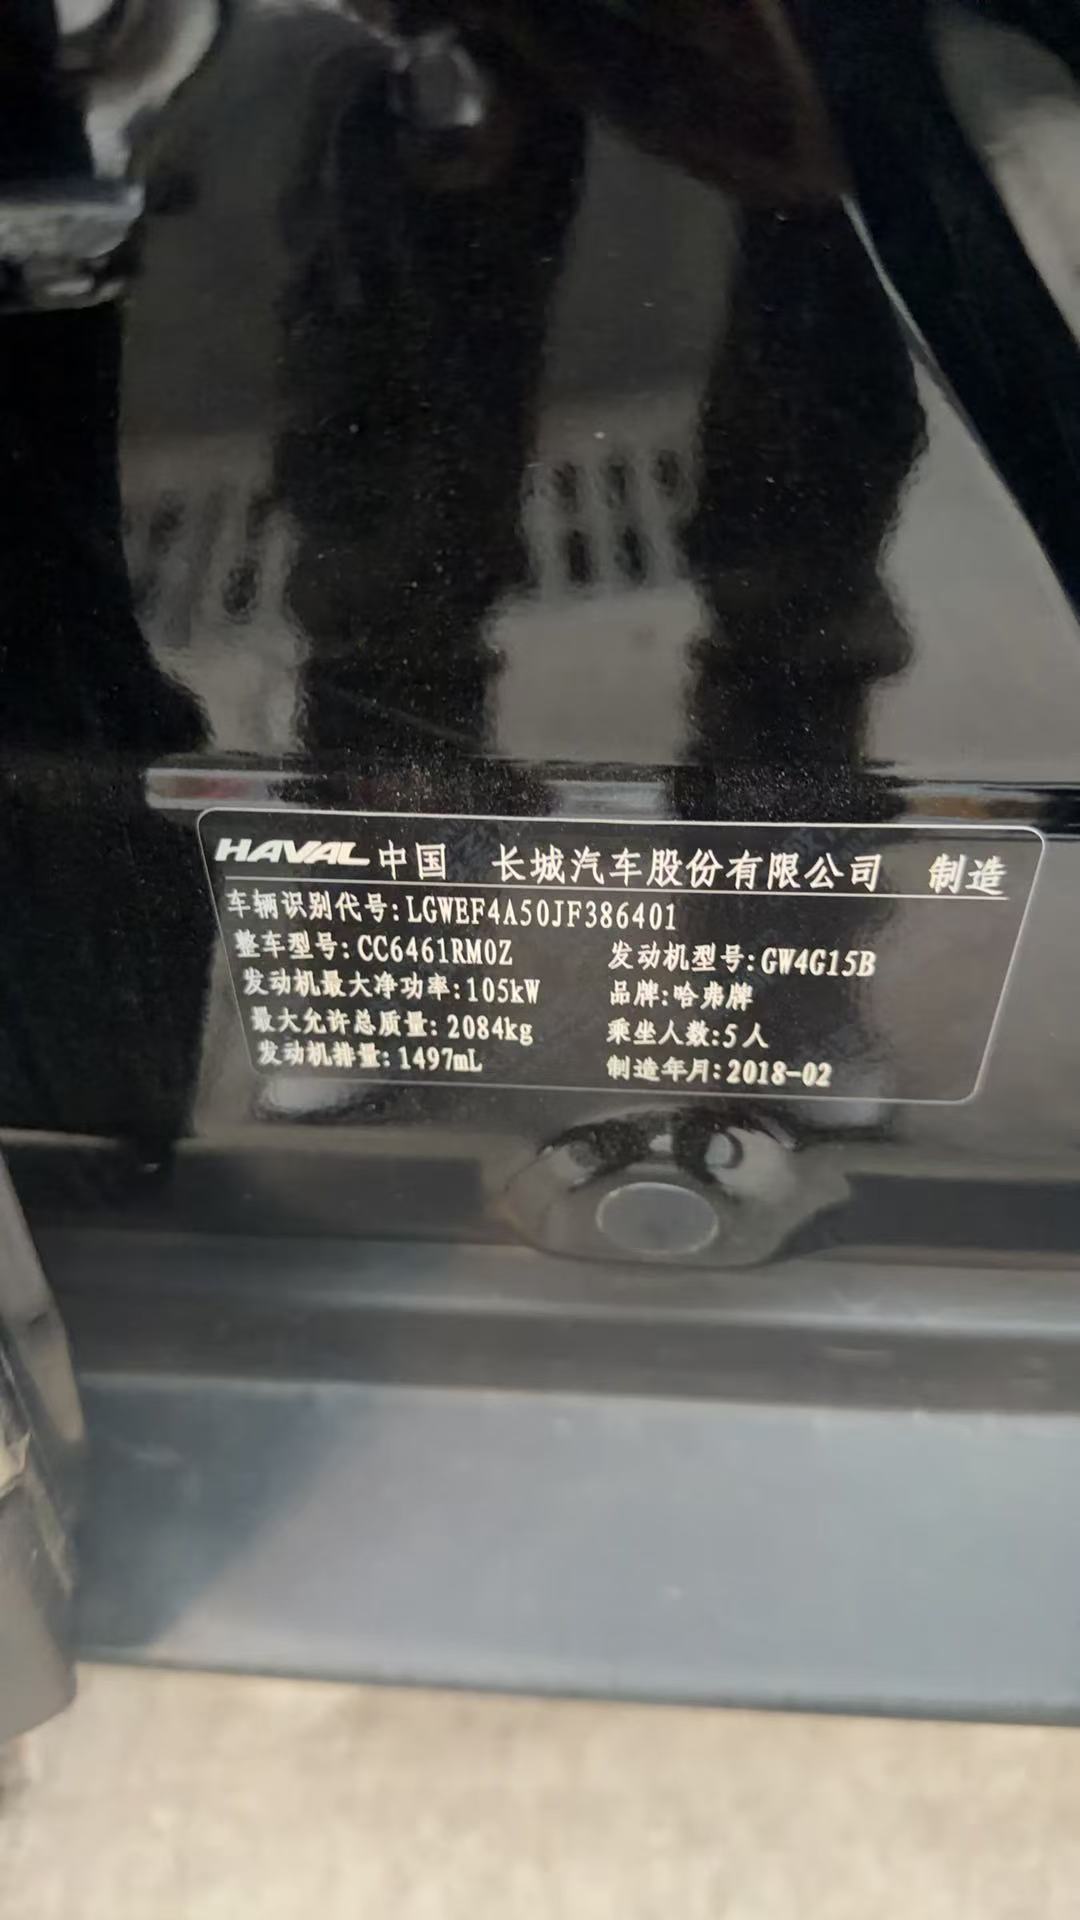 HAVAL 中国 长城汽车股份有限公司 制造
车辆识别代号:LGWEF4A50JF386401
整车型号:CC6461RM0Z 发动机型号:GW4G15B
发动机最大净功率:105kW 品牌:哈弗牌
最大允许总质量:2084kg 乘坐人数:5人
发动机排量:1497mL 制造年月:2018-02